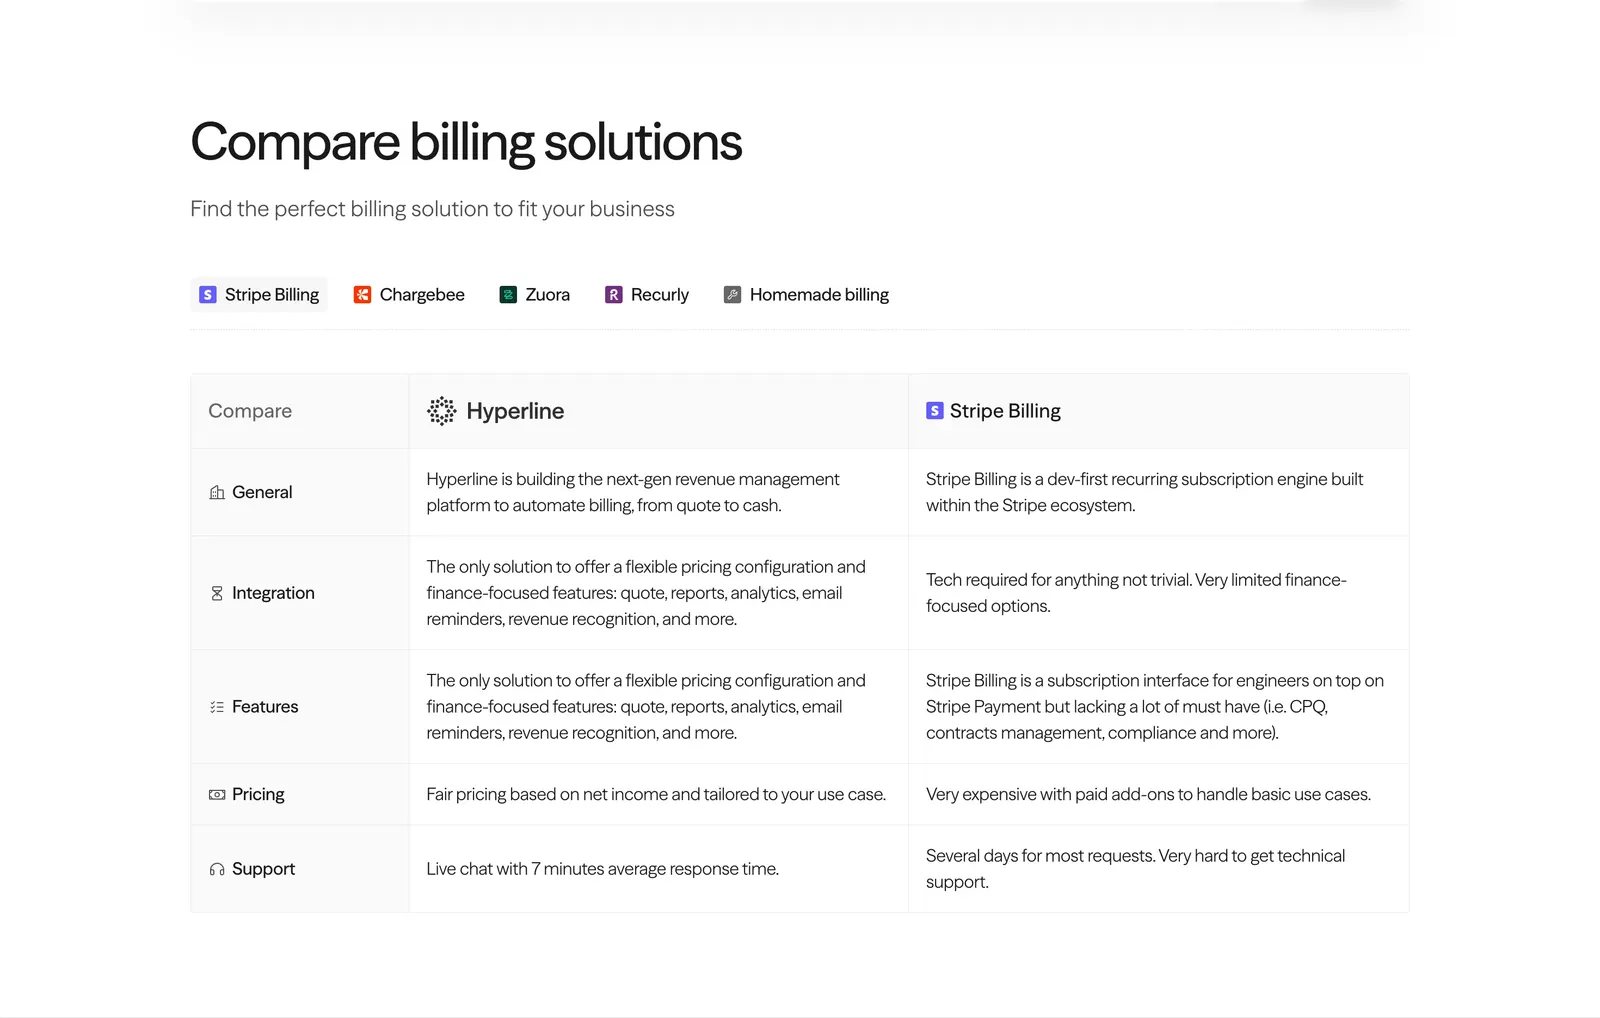 Compare billing solutions
Find the perfect billing solution to fit your business
Stripe Billing
Chargebee
Zuora
Recurly
Homemade billing
Compare
Hyperline
Stripe Billing
General
Hyperline is building the next-gen revenue management
platform to automate billing, from quote to cash.
Stripe Billing is a dev-first recurring subscription engine built
within the Stripe ecosystem.
Integration
The only solution to offer a flexible pricing configuration and
finance-focused features: quote, reports, analytics, email
reminders, revenue recognition, and more.
Tech required for anything not trivial. Very limited finance-
focused options.
Features
The only solution to offer a flexible pricing configuration and
finance-focused features: quote, reports, analytics, email
reminders, revenue recognition, and more.
Stripe Billing is a subscription interface for engineers on top on
Stripe Payment but lacking a lot of must have (i.e. CPQ,
contracts management, compliance and more).
Pricing
Fair pricing based on net income and tailored to your use case.
Very expensive with paid add-ons to handle basic use cases.
Support
Live chat with 7 minutes average response time.
Several days for most requests. Very hard to get technical
support.